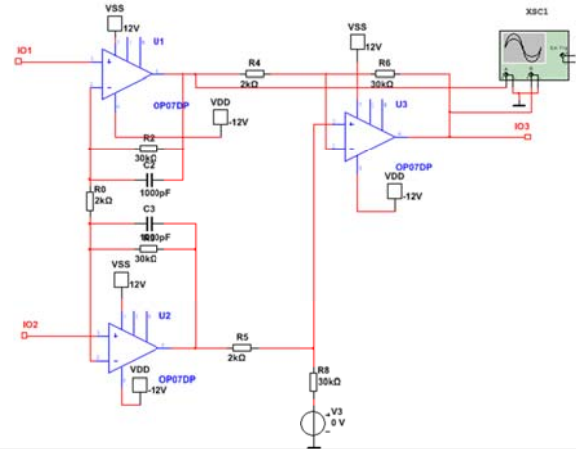 XSC1
VSS
12V
U1
IO1
OP07DP
VDD
-12V
R2
30kΩ
C2
1000pF
R0
2kΩ
C3
30kΩ
R4
2kΩ
R6
30kΩ
VSS
12V
U3
IO3
OP07DP
VDD
-12V
VSS
12V
U2
IO2
OP07DP
VDD
-12V
R5
2kΩ
R8
30kΩ
V3
0 V